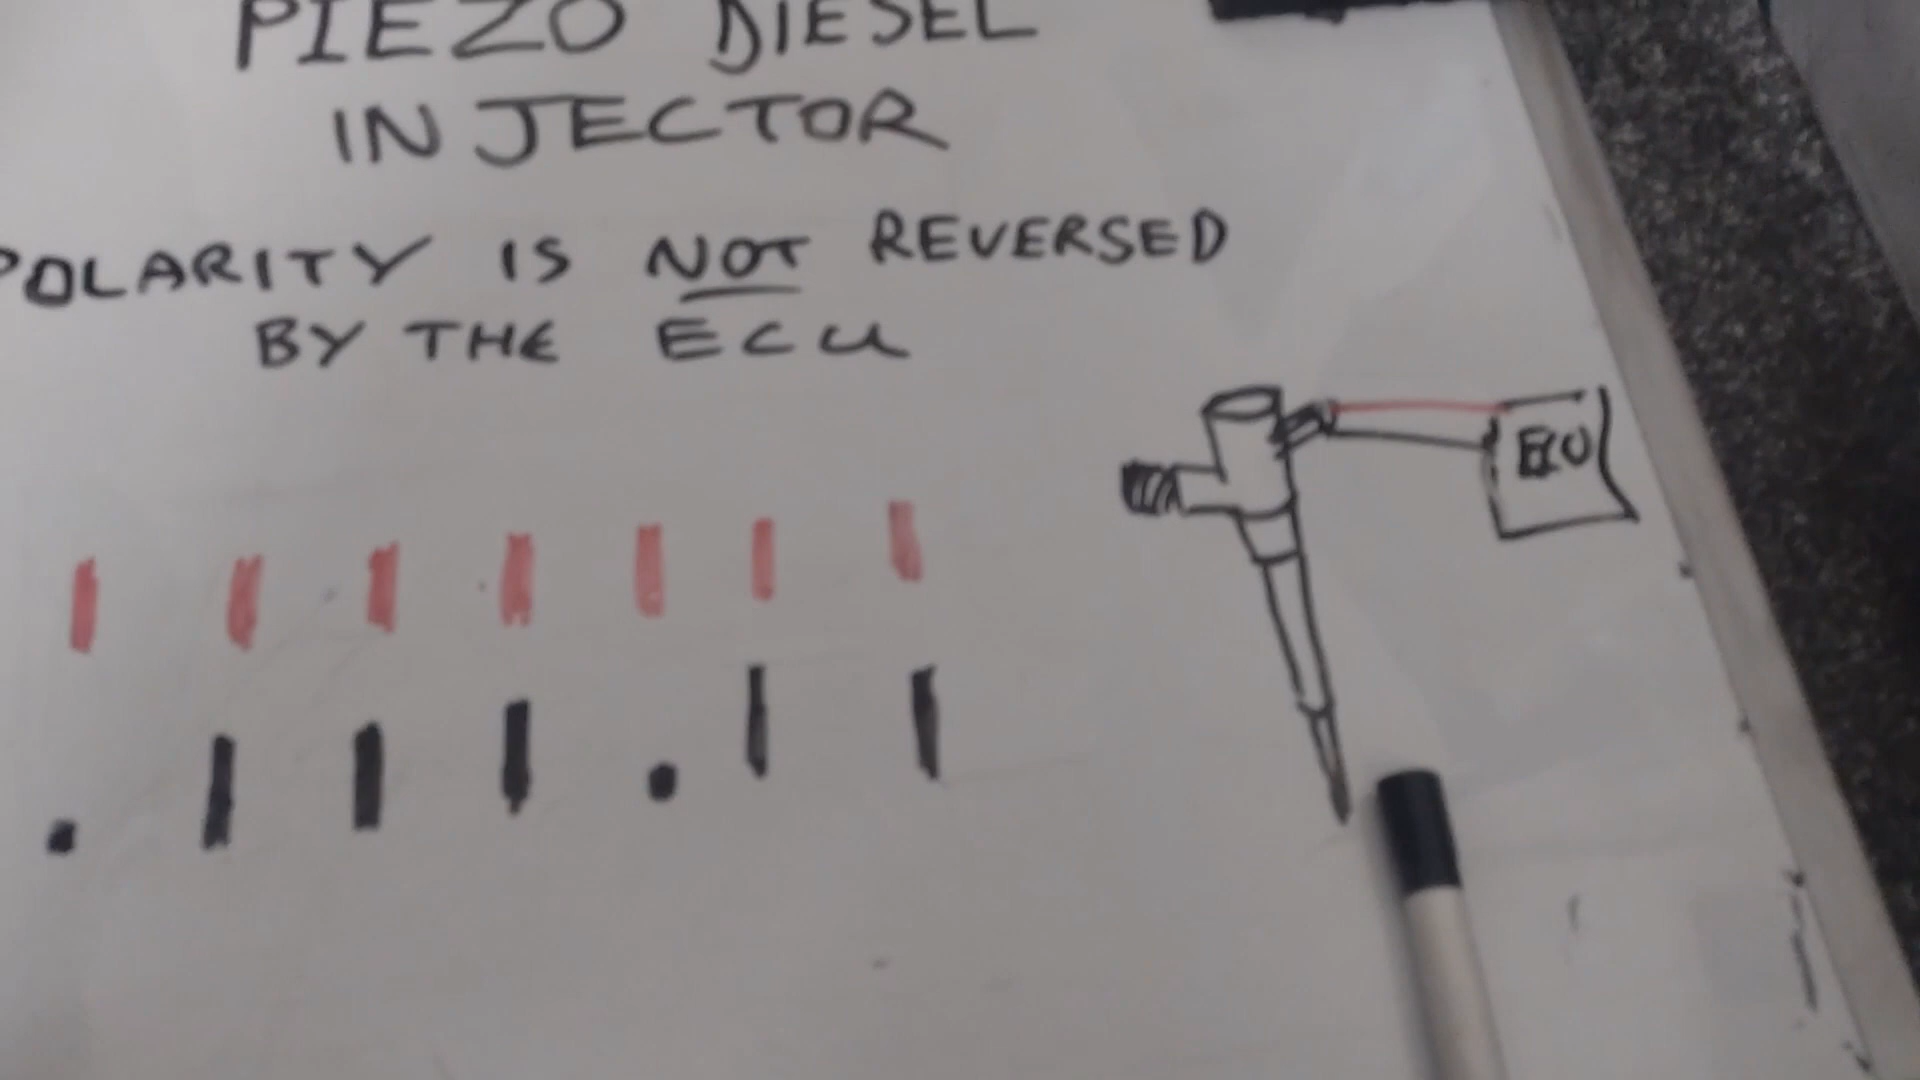 PIEZO DIESEL
INJECTOR
POLARITY IS NOT REVERSED
BY THE ECU
ECU